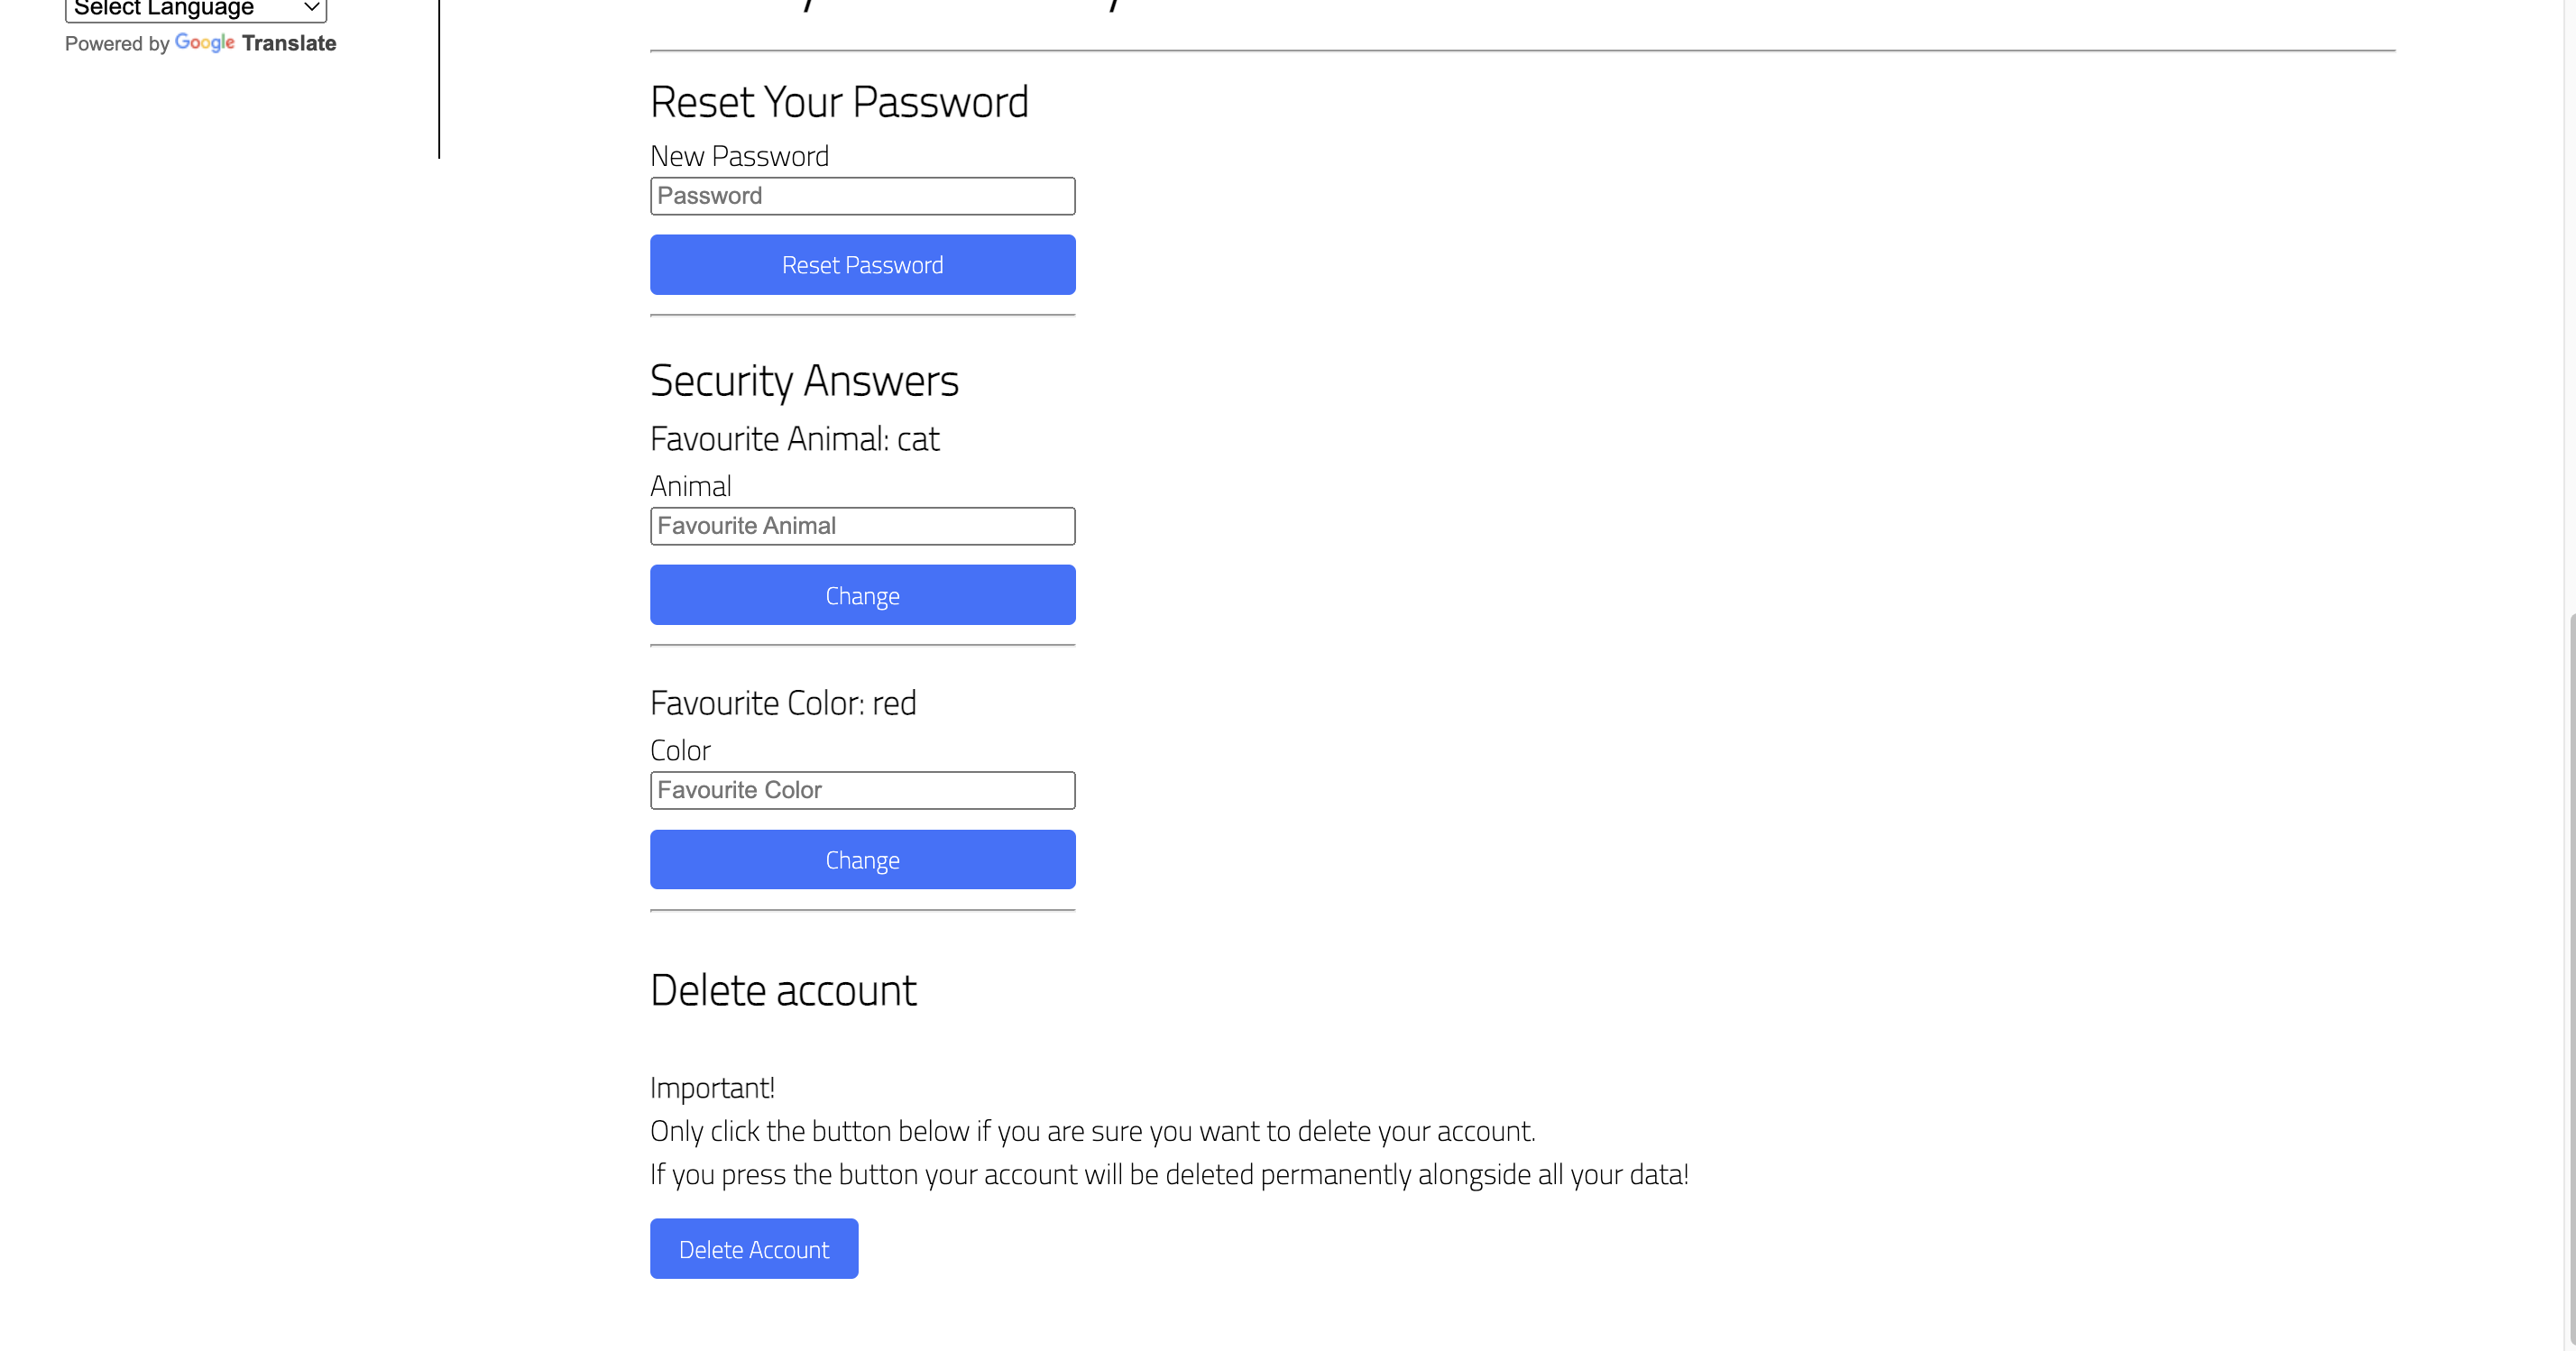 Select Language
Powered by Google Translate
Reset Your Password
New Password
Password
Reset Password
Security Answers
Favourite Animal: cat
Animal
Favourite Animal
Change
Favourite Color: red
Color
Favourite Color
Change
Delete account
Important!
Only click the button below if you are sure you want to delete your account.
If you press the button your account will be deleted permanently alongside all your data!
Delete Account